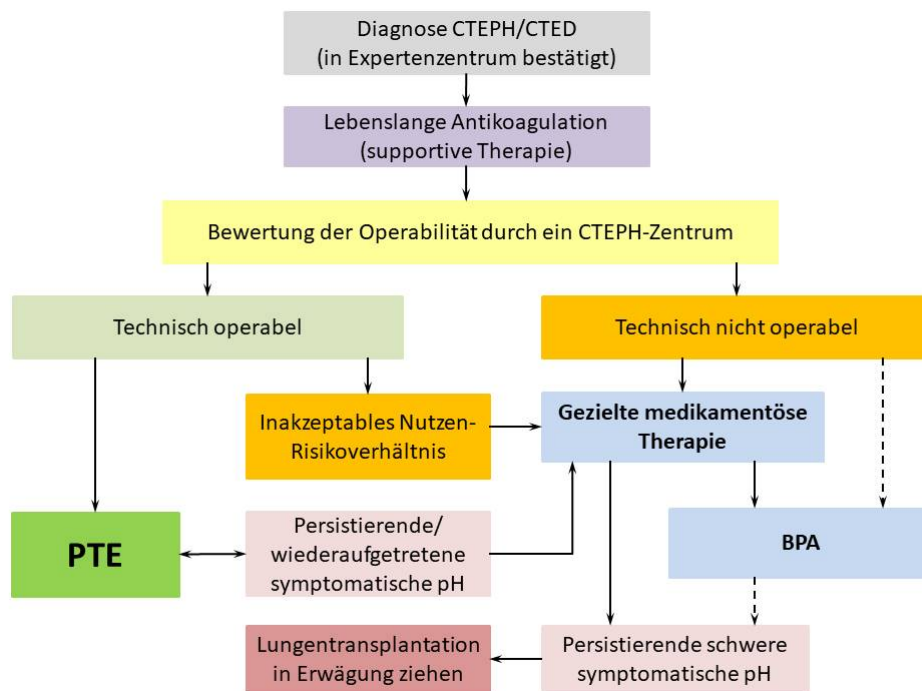 Diagnose CTEPH/CTED
(in Expertenzentrum bestätigt)
Lebenslange Antikoagulation
(supportive Therapie)
Bewertung der Operabilität durch ein CTEPH-Zentrum
Technisch operabel
Technisch nicht operabel
Inakzeptables Nutzen-
Risikoverhältnis
Gezielte medikamentöse
Therapie
PTE
Persistierende/
wiederaufgetretene
symptomatische pH
BPA
Lungentransplantation
in Erwägung ziehen
Persistierende schwere
symptomatische pH